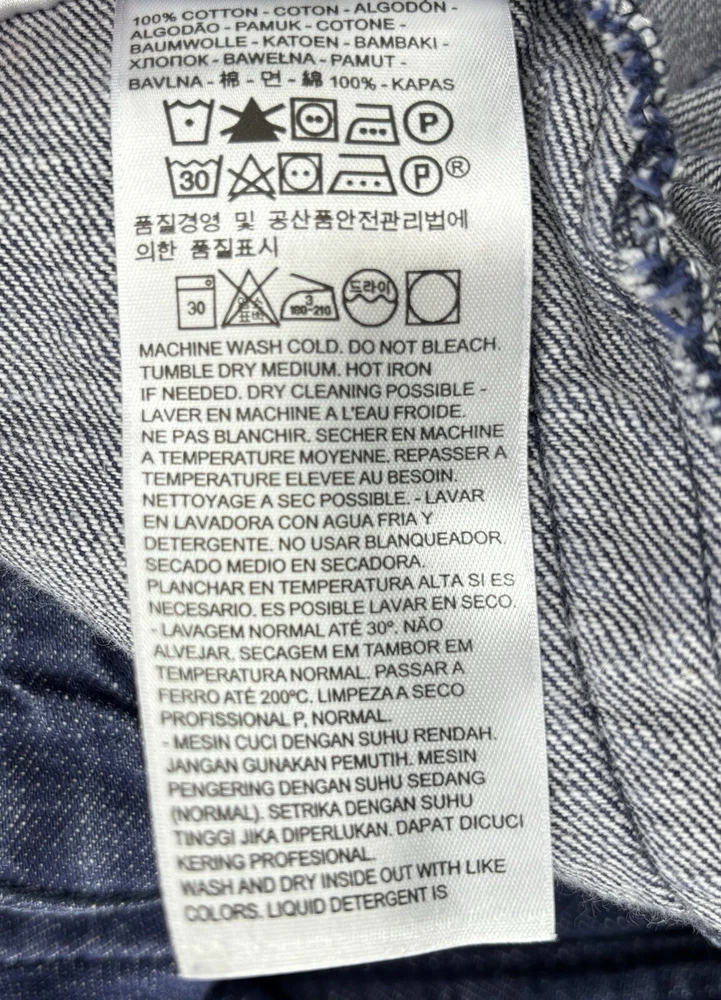 100% COTTON - COTON - ALGODÓN -
ALGODÃO - PAMUK - COTONE -
BAUMWOLLE - KATOEN - BAMBAKI -
ХЛОПОК - BAWEŁNA - PAMUT -
BAVLNA - 棉 - 면 - 綿 100% - KAPAS
P
30 P ®
품질경영 및 공산품안전관리법에
의한 품질표시
30 염소 표백 3 180-210 드라이
MACHINE WASH COLD. DO NOT BLEACH.
TUMBLE DRY MEDIUM. HOT IRON
IF NEEDED. DRY CLEANING POSSIBLE -
LAVER EN MACHINE A L'EAU FROIDE.
NE PAS BLANCHIR. SECHER EN MACHINE
A TEMPERATURE MOYENNE. REPASSER A
TEMPERATURE ELEVEE AU BESOIN.
NETTOYAGE A SEC POSSIBLE. - LAVAR
EN LAVADORA CON AGUA FRIA Y
DETERGENTE. NO USAR BLANQUEADOR.
SECADO MEDIO EN SECADORA.
PLANCHAR EN TEMPERATURA ALTA SI ES
NECESARIO. ES POSIBLE LAVAR EN SECO.
- LAVAGEM NORMAL ATÉ 30º. NÃO
ALVEJAR. SECAGEM EM TAMBOR EM
TEMPERATURA NORMAL. PASSAR A
FERRO ATÉ 200ºC. LIMPEZA A SECO
PROFISSIONAL P, NORMAL.
- MESIN CUCI DENGAN SUHU RENDAH.
JANGAN GUNAKAN PEMUTIH. MESIN
PENGERING DENGAN SUHU SEDANG
(NORMAL). SETRIKA DENGAN SUHU
TINGGI JIKA DIPERLUKAN. DAPAT DICUCI
KERING PROFESIONAL.
WASH AND DRY INSIDE OUT WITH LIKE
COLORS. LIQUID DETERGENT IS